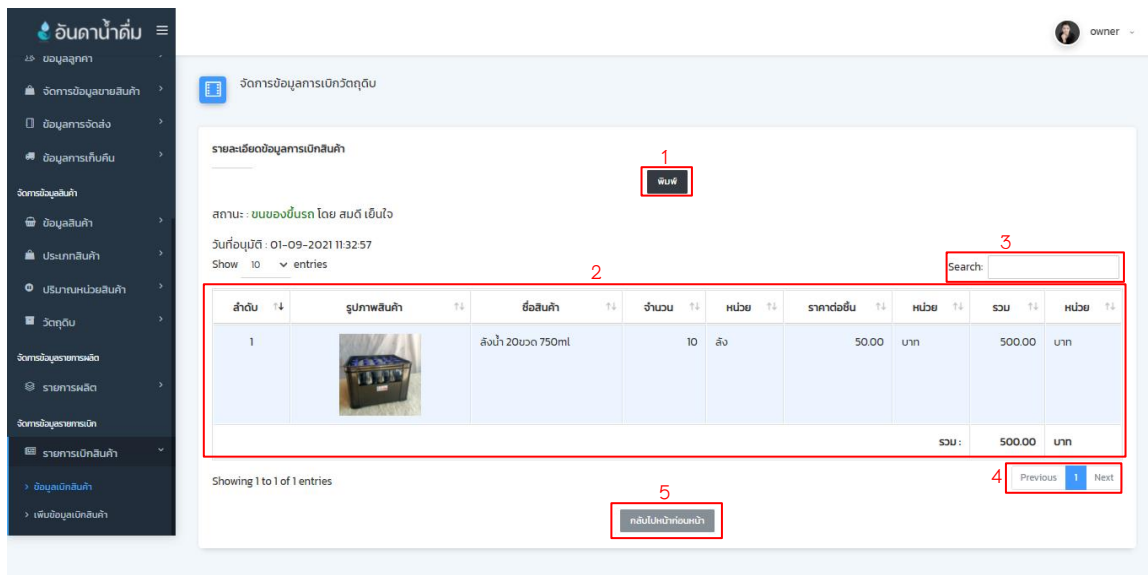 อันดาน้ำดื่ม
owner
ข้อมูลลูกค้า
จัดการข้อมูลขายสินค้า
ข้อมูลการจัดส่ง
ข้อมูลการเก็บคืน
จัดการข้อมูลสินค้า
ข้อมูลสินค้า
ประเภทสินค้า
ปริมาณหน่วยสินค้า
วัตถุดิบ
จัดการข้อมูลรายการผลิต
รายการผลิต
จัดการข้อมูลรายการเบิก
รายการเบิกสินค้า
ข้อมูลเบิกสินค้า
เพิ่มข้อมูลเบิกสินค้า
จัดการข้อมูลการเบิกวัตถุดิบ
รายละเอียดข้อมูลการเบิกสินค้า
1
พิมพ์
สถานะ : ขนของขึ้นรถ โดย สมดี เย็นใจ
วันที่อนุมัติ : 01-09-2021 11:32:57
Show 10 entries
2
3
Search:
ลำดับ รูปภาพสินค้า ชื่อสินค้า จำนวน หน่วย ราคาต่อชิ้น หน่วย รวม หน่วย
1 ลังน้ำ 20ขวด 750ml 10 ลัง 50.00 บาท 500.00 บาท
รวม : 500.00 บาท
Showing 1 to 1 of 1 entries
4
Previous 1 Next
5
กลับไปหน้าก่อนหน้า